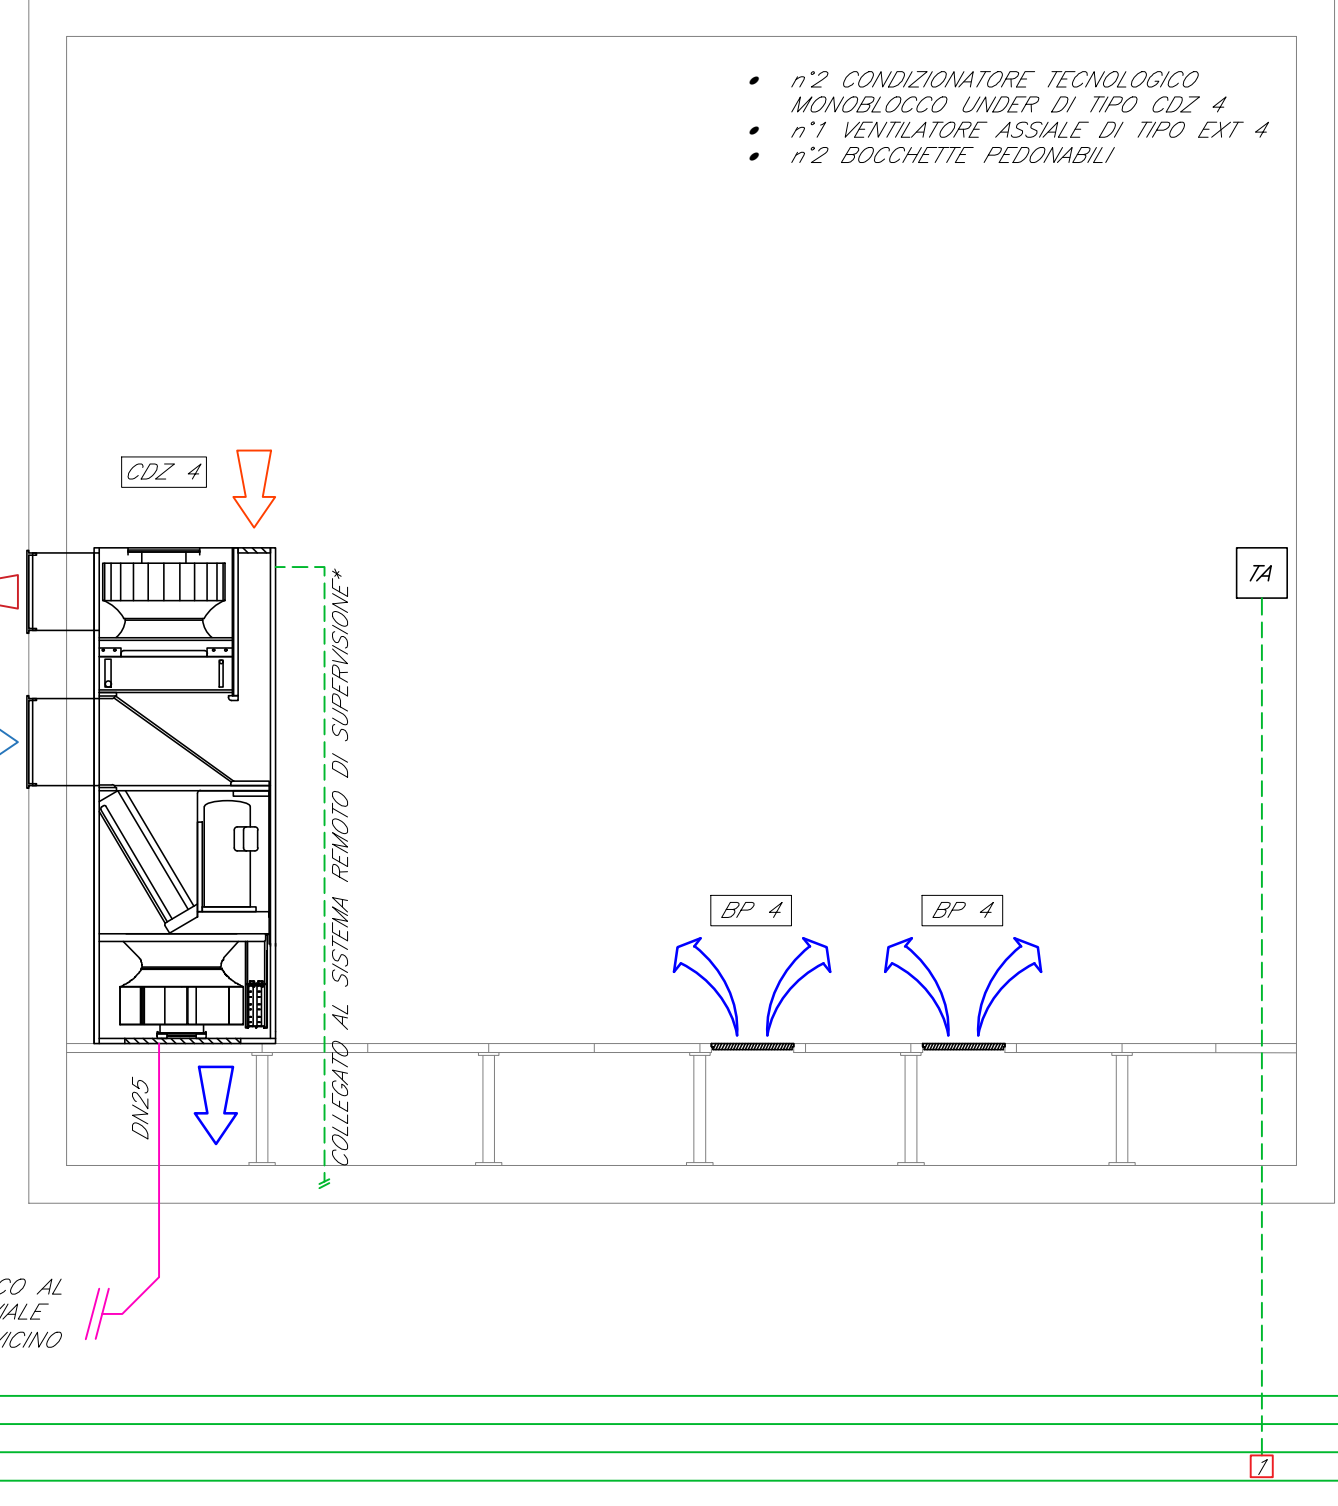 • n°2 CONDIZIONATORE TECNOLOGICO
MONOBLOCCO UNDER DI TIPO CDZ 4
• n°1 VENTILATORE ASSIALE DI TIPO EXT 4
• n°2 BOCCHETTE PEDONABILI
CDZ 4
TA
COLLEGATO AL SISTEMA REMOTO DI SUPERVISIONE*
BP 4
BP 4
DN25
CO AL
IALE
VICINO
1